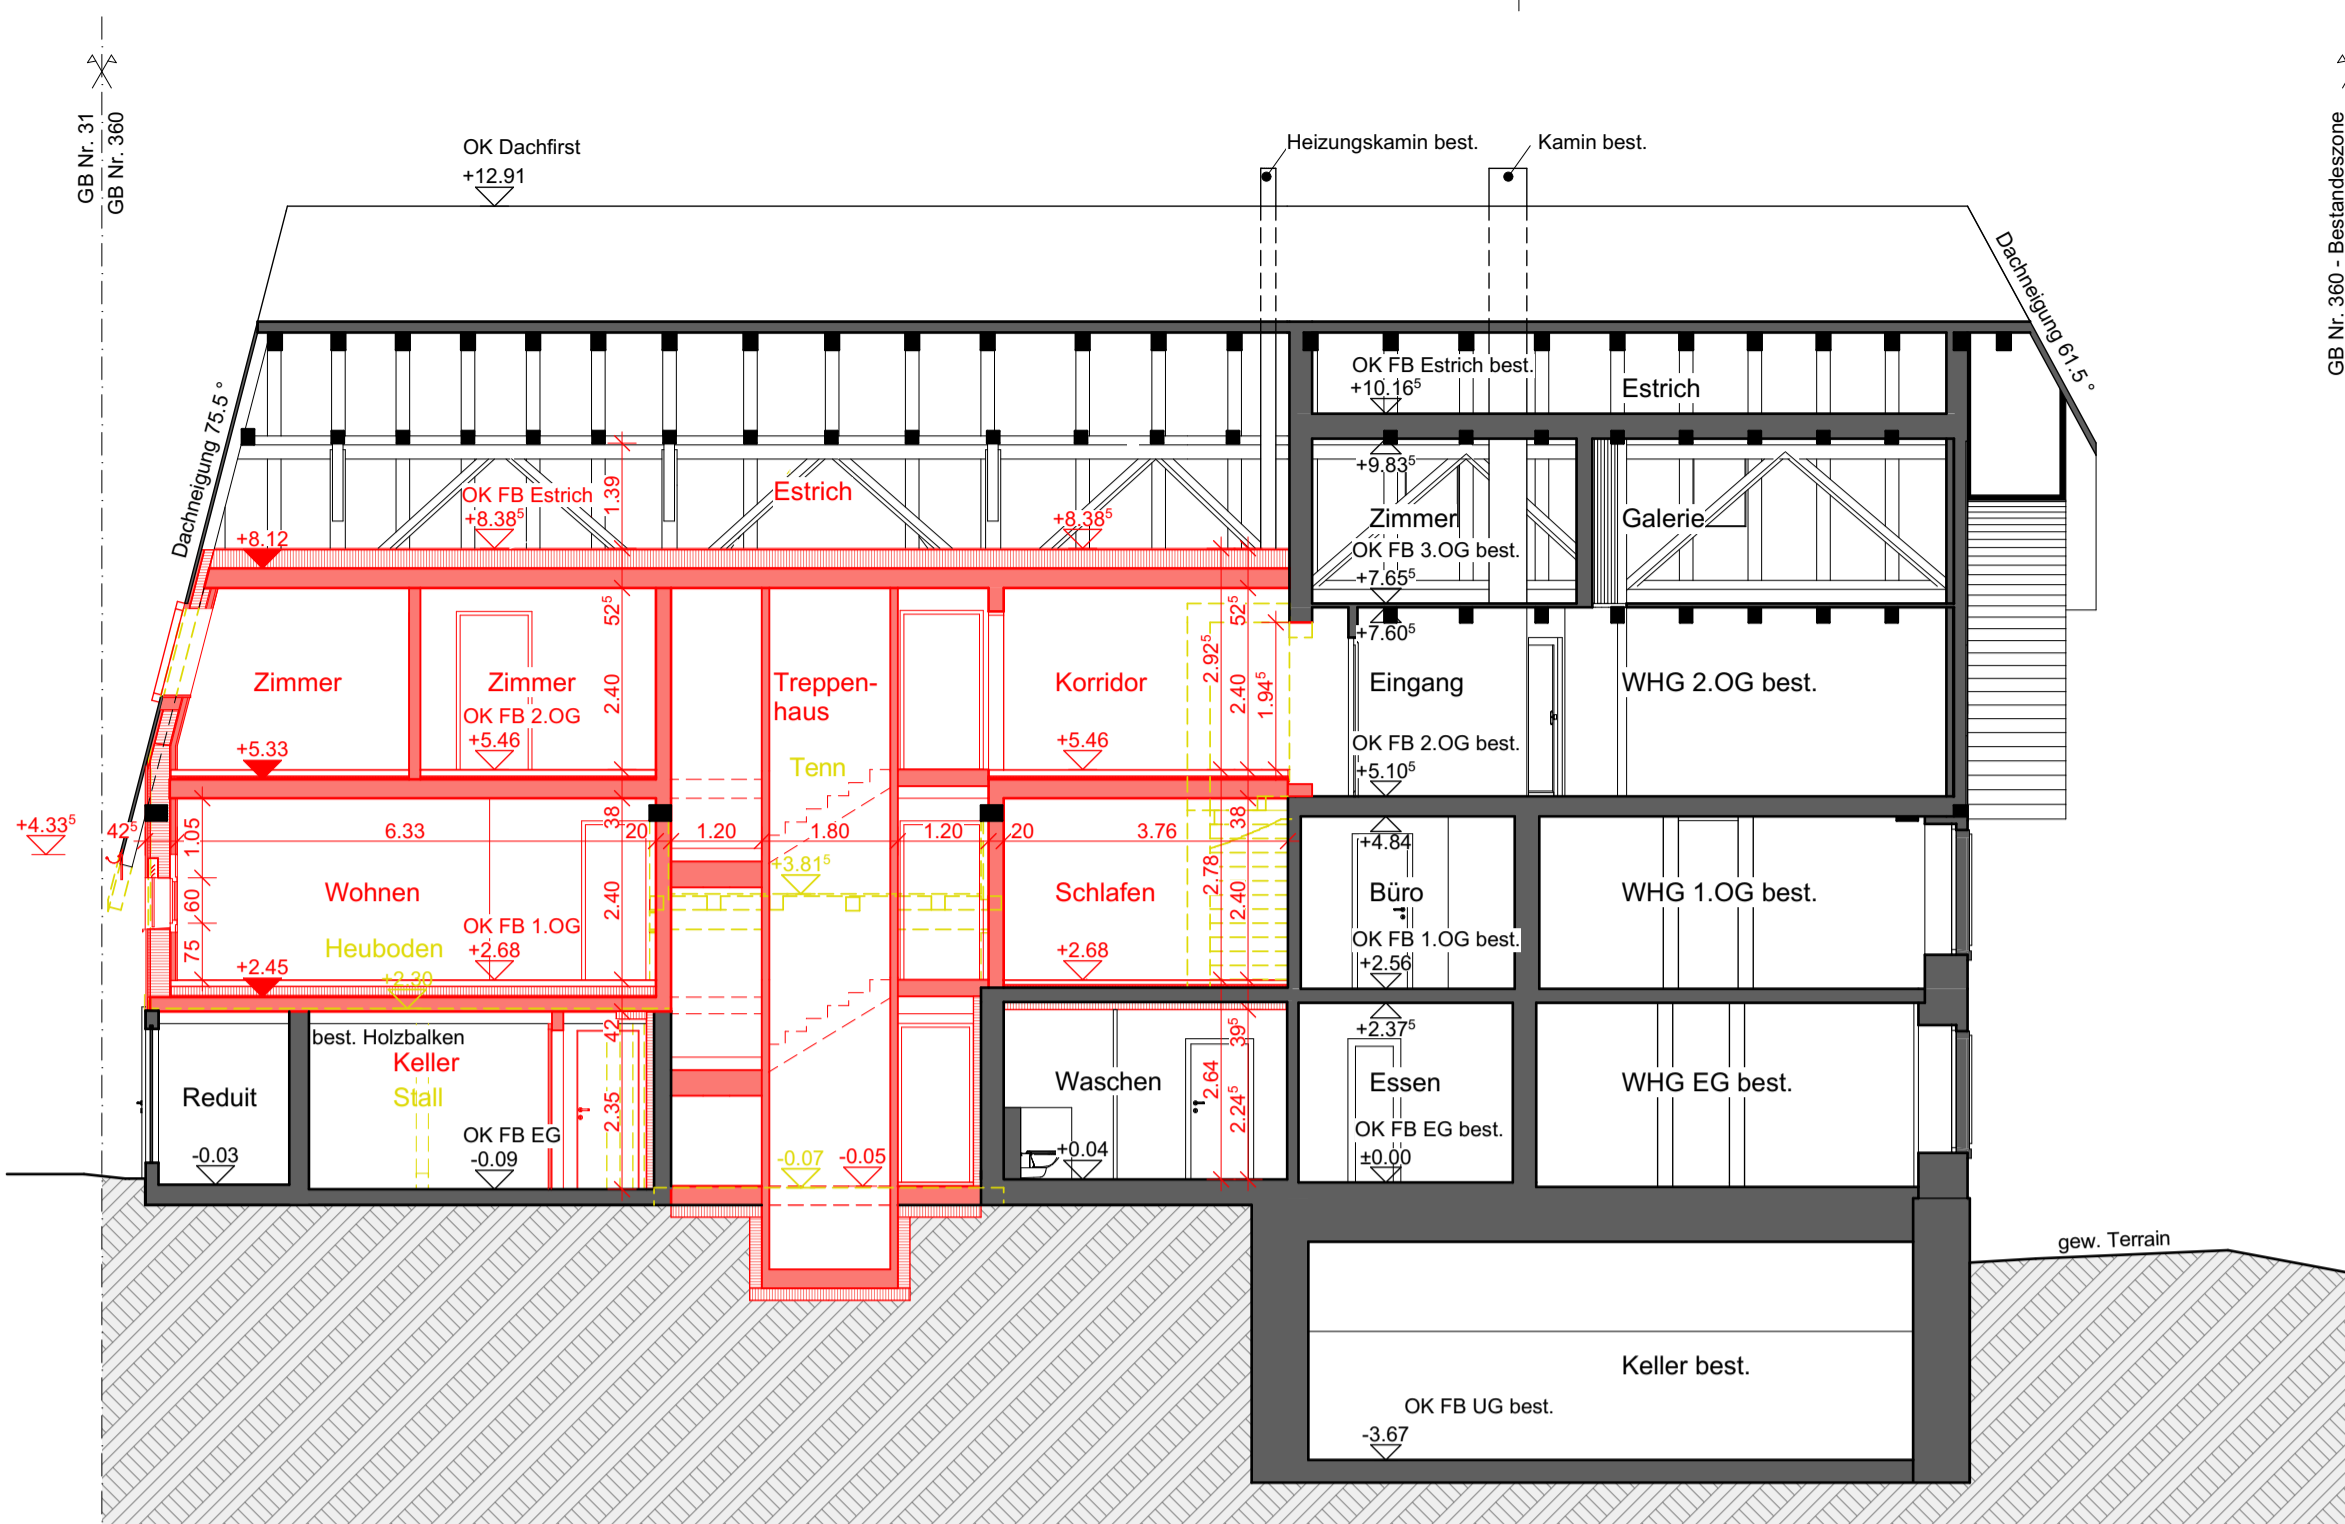 GB Nr. 31
GB Nr. 360
OK Dachfirst
+12.91
Heizungskamin best.
Kamin best.
Dachneigung 61.5 °
GB Nr. 360 - Bestandeszone
Dachneigung 75.5 °
OK FB Estrich best.
+10.16⁵
Estrich
+9.83⁵
OK FB Estrich
+8.38⁵
1.39
Estrich
+8.38⁵
Zimmer
Galerie
+8.12
OK FB 3.OG best.
+7.65⁵
52⁵
52⁵
+7.60⁵
Zimmer
Zimmer
2.40
Treppen-
haus
Korridor
2.92⁵
2.40
1.94⁵
Eingang
WHG 2.OG best.
OK FB 2.OG
+5.46
+5.33
+5.46
Tenn
OK FB 2.OG best.
+5.10⁵
+4.33⁵
42⁵
1.05
6.33
38
20
1.20
1.80
1.20
20
3.76
38
+4.84
+3.81⁵
60
Wohnen
2.40
Schlafen
2.78
2.40
Büro
WHG 1.OG best.
75
Heuboden
OK FB 1.OG
+2.68
+2.68
OK FB 1.OG best.
+2.56
+2.45
+2.30
best. Holzbalken
42
39⁵
+2.37⁵
Keller
Stall
Reduit
2.35
Waschen
2.64
2.24⁵
Essen
WHG EG best.
OK FB EG
-0.09
-0.03
-0.07
-0.05
+0.04
OK FB EG best.
±0.00
gew. Terrain
Keller best.
OK FB UG best.
-3.67